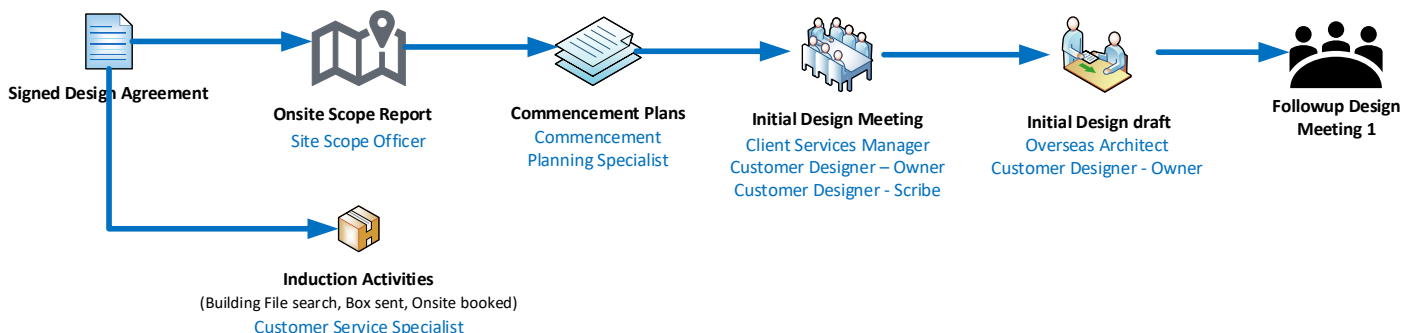 Signed Design Agreement
Onsite Scope Report
Site Scope Officer
Commencement Plans
Commencement
Planning Specialist
Initial Design Meeting
Client Services Manager
Customer Designer – Owner
Customer Designer - Scribe
Initial Design draft
Overseas Architect
Customer Designer - Owner
Followup Design
Meeting 1
Induction Activities
(Building File search, Box sent, Onsite booked)
Customer Service Specialist